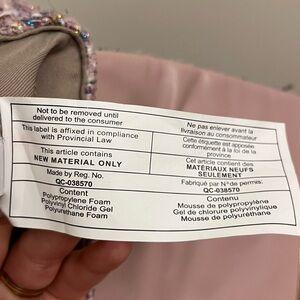 Not to be removed until
delivered to the consumer
This label is affixed in compliance
with Provincial Law
This article contains
NEW MATERIAL ONLY
Made by Reg. No.
QC-038570
Content
Polypropylene Foam
Polyvinyl Chloride Gel
Polyurethane Foam
Ne pas enlever avant la
livraison au consommateur
Cette étiquette est apposée
conformément à la loi de la
province
Cet article contient des
MATÉRIAUX NEUFS
SEULEMENT
Fabriqué par N° de permis:
QC-038570
Contenu
Mousse de polypropylène
Gel de chlorure polyvinylique
Mousse de polyuréthane